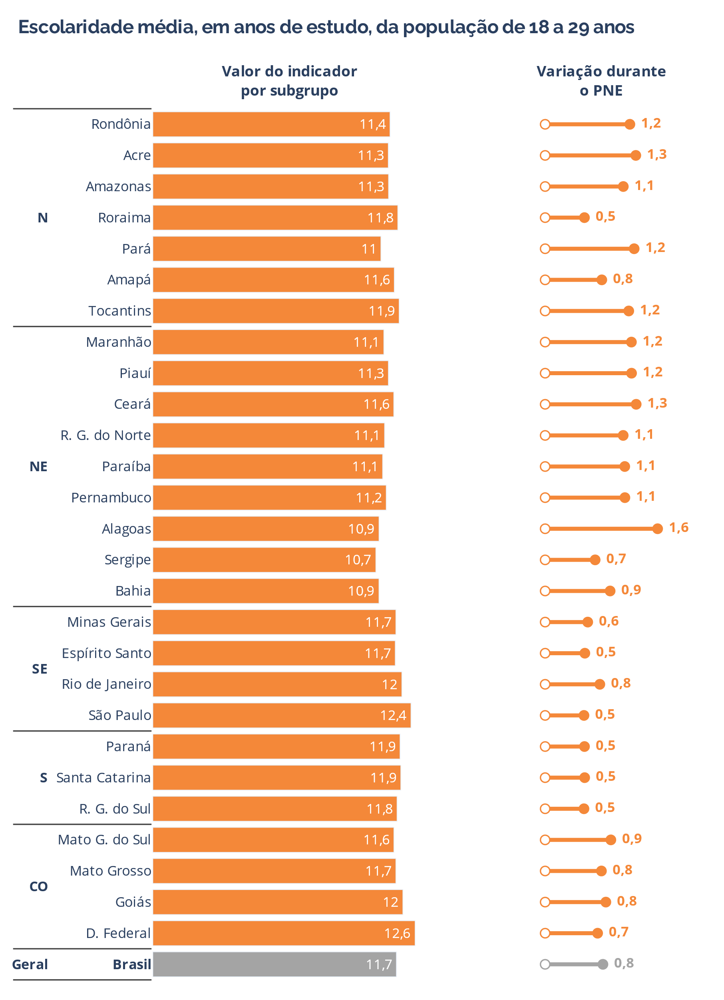 Escolaridade média, em anos de estudo, da população de 18 a 29 anos
Valor do indicador
por subgrupo
Variação durante
o PNE
Rondônia 11,4 1,2
Acre 11,3 1,3
Amazonas 11,3 1,1
N Roraima 11,8 0,5
Pará 11 1,2
Amapá 11,6 0,8
Tocantins 11,9 1,2
Maranhão 11,1 1,2
Piauí 11,3 1,2
Ceará 11,6 1,3
R. G. do Norte 11,1 1,1
NE Paraíba 11,1 1,1
Pernambuco 11,2 1,1
Alagoas 10,9 1,6
Sergipe 10,7 0,7
Bahia 10,9 0,9
Minas Gerais 11,7 0,6
Espírito Santo 11,7 0,5
SE
Rio de Janeiro 12 0,8
São Paulo 12,4 0,5
Paraná 11,9 0,5
S Santa Catarina 11,9 0,5
R. G. do Sul 11,8 0,5
Mato G. do Sul 11,6 0,9
Mato Grosso 11,7 0,8
CO
Goiás 12 0,8
D. Federal 12,6 0,7
Geral Brasil 11,7 0,8